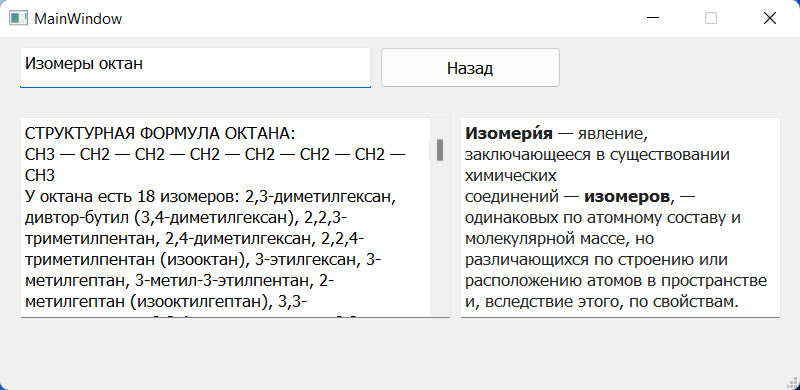 MainWindow
Изомеры октан
Назад
СТРУКТУРНАЯ ФОРМУЛА ОКТАНА:
CH3 — CH2 — CH2 — CH2 — CH2 — CH2 — CH2 —
CH3
У октана есть 18 изомеров: 2,3-диметилгексан,
дивтор-бутил (3,4-диметилгексан), 2,2,3-
триметилпентан, 2,4-диметилгексан, 2,2,4-
триметилпентан (изооктан), 3-этилгексан, 3-
метилгептан, 3-метил-3-этилпентан, 2-
метилгептан (изооктилгептан), 3,3-
Изомери́я — явление,
заключающееся в существовании
химических
соединений — изомеров, —
одинаковых по атомному составу и
молекулярной массе, но
различающихся по строению или
расположению атомов в пространстве
и, вследствие этого, по свойствам.